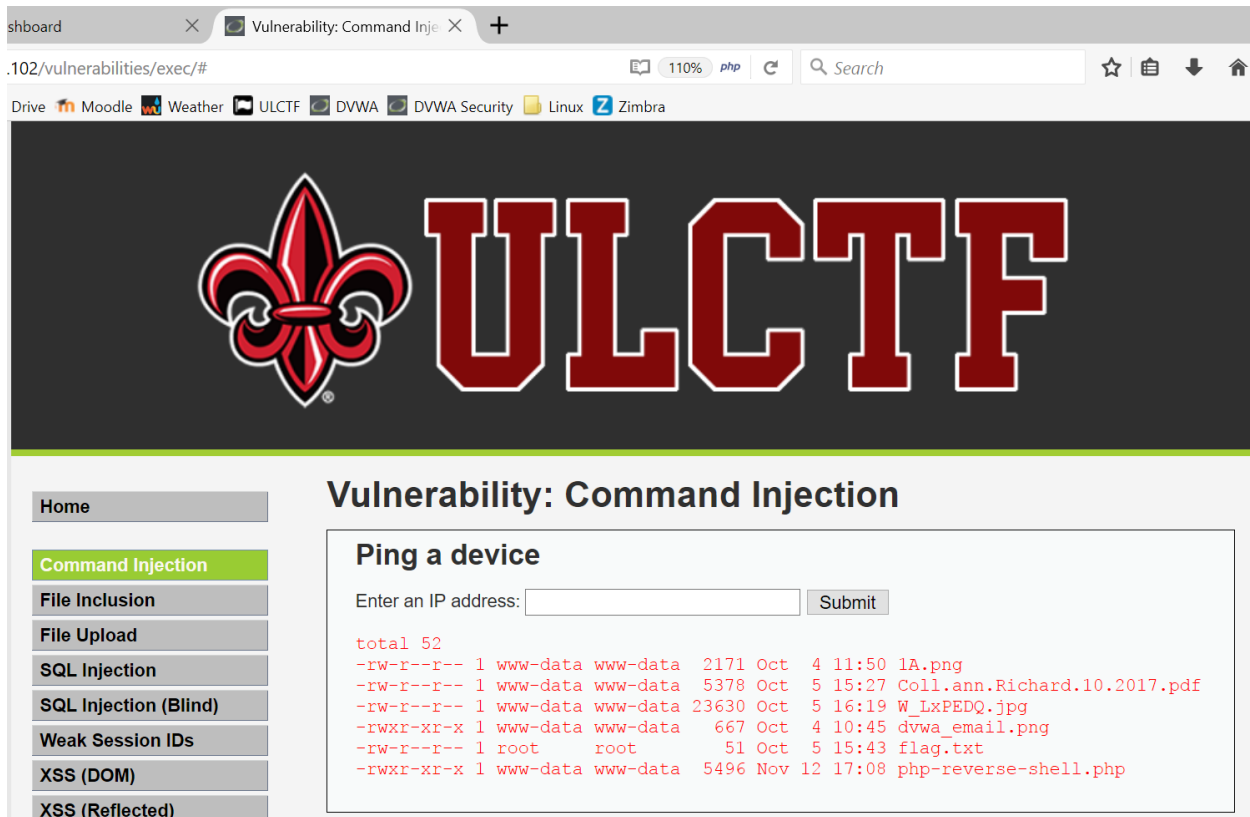 shboard
Vulnerability: Command Inje
.102/vulnerabilities/exec/#
110% php Search
Drive Moodle Weather ULCTF DVWA DVWA Security Linux Zimbra
ULCTF
®
Home
Command Injection
File Inclusion
File Upload
SQL Injection
SQL Injection (Blind)
Weak Session IDs
XSS (DOM)
XSS (Reflected)
Vulnerability: Command Injection
Ping a device
Enter an IP address: Submit
total 52
-rw-r--r-- 1 www-data www-data 2171 Oct 4 11:50 1A.png
-rw-r--r-- 1 www-data www-data 5378 Oct 5 15:27 Coll.ann.Richard.10.2017.pdf
-rw-r--r-- 1 www-data www-data 23630 Oct 5 16:19 W_LxPEDQ.jpg
-rwxr-xr-x 1 www-data www-data 667 Oct 4 10:45 dvwa_email.png
-rw-r--r-- 1 root root 51 Oct 5 15:43 flag.txt
-rwxr-xr-x 1 www-data www-data 5496 Nov 12 17:08 php-reverse-shell.php